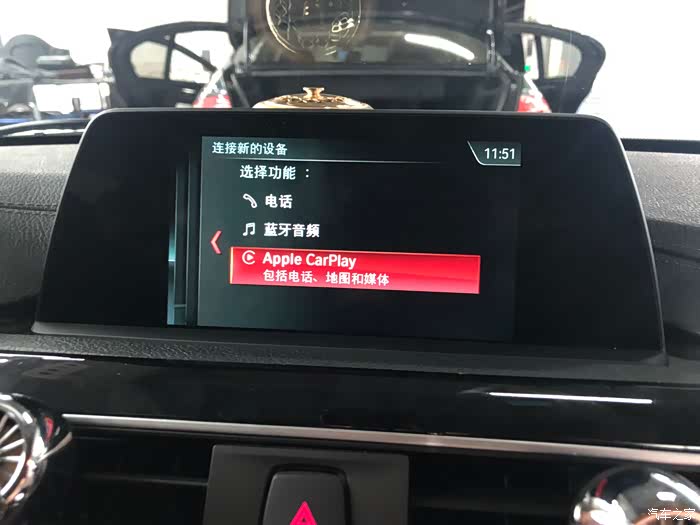 连接新的设备
11:51
选择功能 :
电话
蓝牙音频
Apple CarPlay
包括电话、地图和媒体
汽车之家